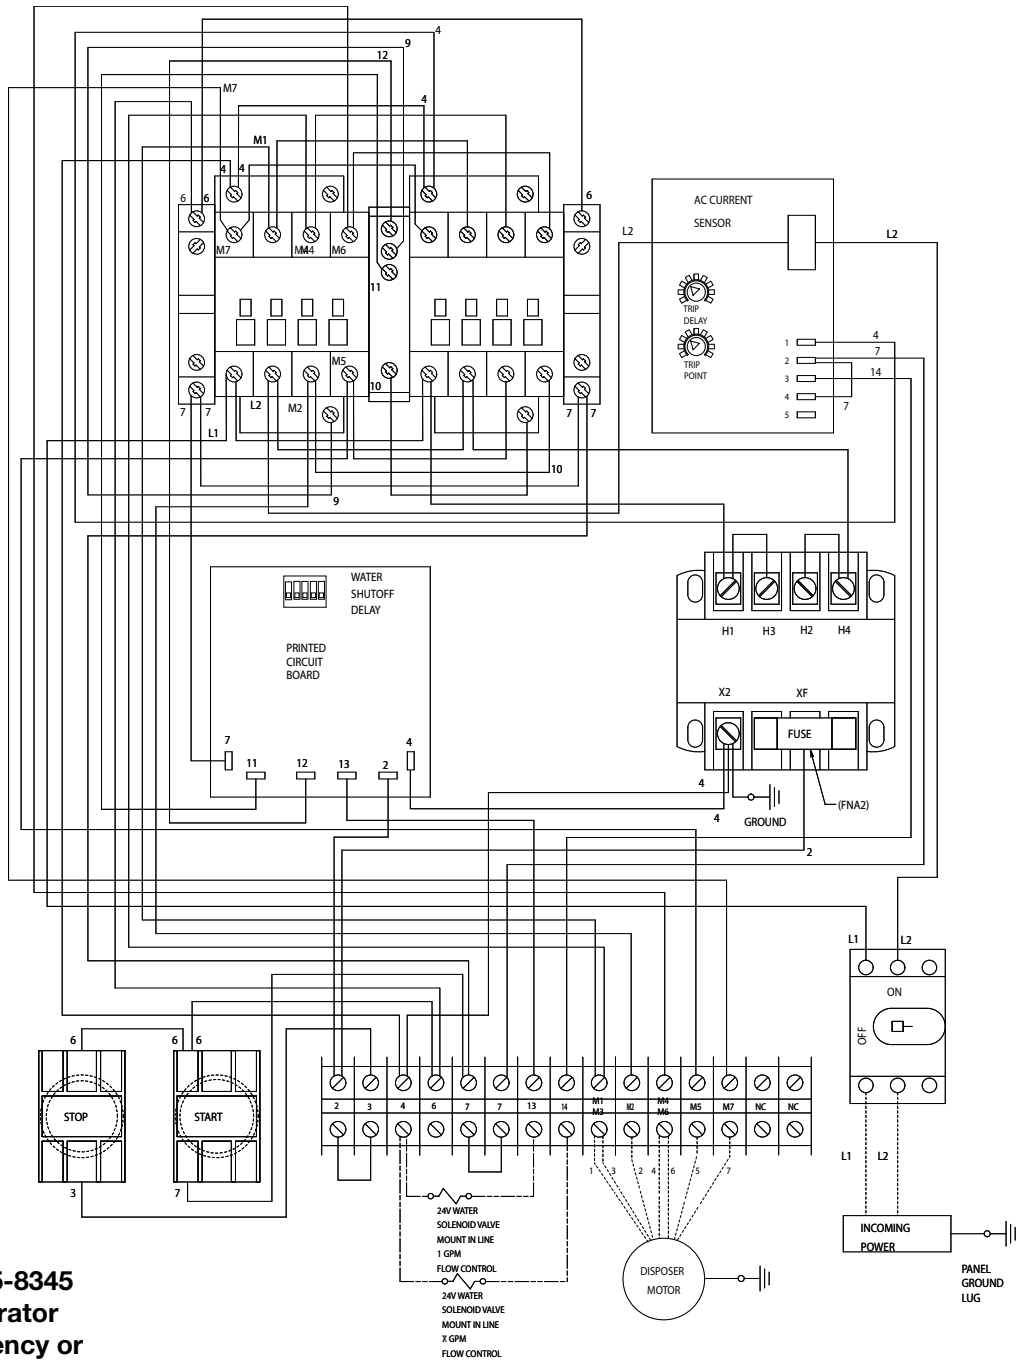 4
9
12
M7
4
M1
4
4
6
6
6
M7
M44
M6
11
AC CURRENT
SENSOR
L2
L2
TRIP
DELAY
TRIP
POINT
1
2
3
4
5
4
7
14
7
M5
10
L2
M2
7
7
7
7
L1
10
9
WATER
SHUTOFF
DELAY
PRINTED
CIRCUIT
BOARD
7
11
12
13
2
4
H1
H3
H2
H4
X2
XF
FUSE
4
4
GROUND
(FNA2)
2
L1
L2
ON
OFF
6
6
6
STOP
START
3
7
2
3
4
6
7
7
13
14
M1
M3
M2
M4
M6
M5
M7
NC
NC
1
3
2
4
6
5
7
24V WATER
SOLENOID VALVE
MOUNT IN LINE
1 GPM
FLOW CONTROL
24V WATER
SOLENOID VALVE
MOUNT IN LINE
X GPM
FLOW CONTROL
DISPOSER
MOTOR
L1
L2
INCOMING
POWER
PANEL
GROUND
LUG
-8345
rator
ency or